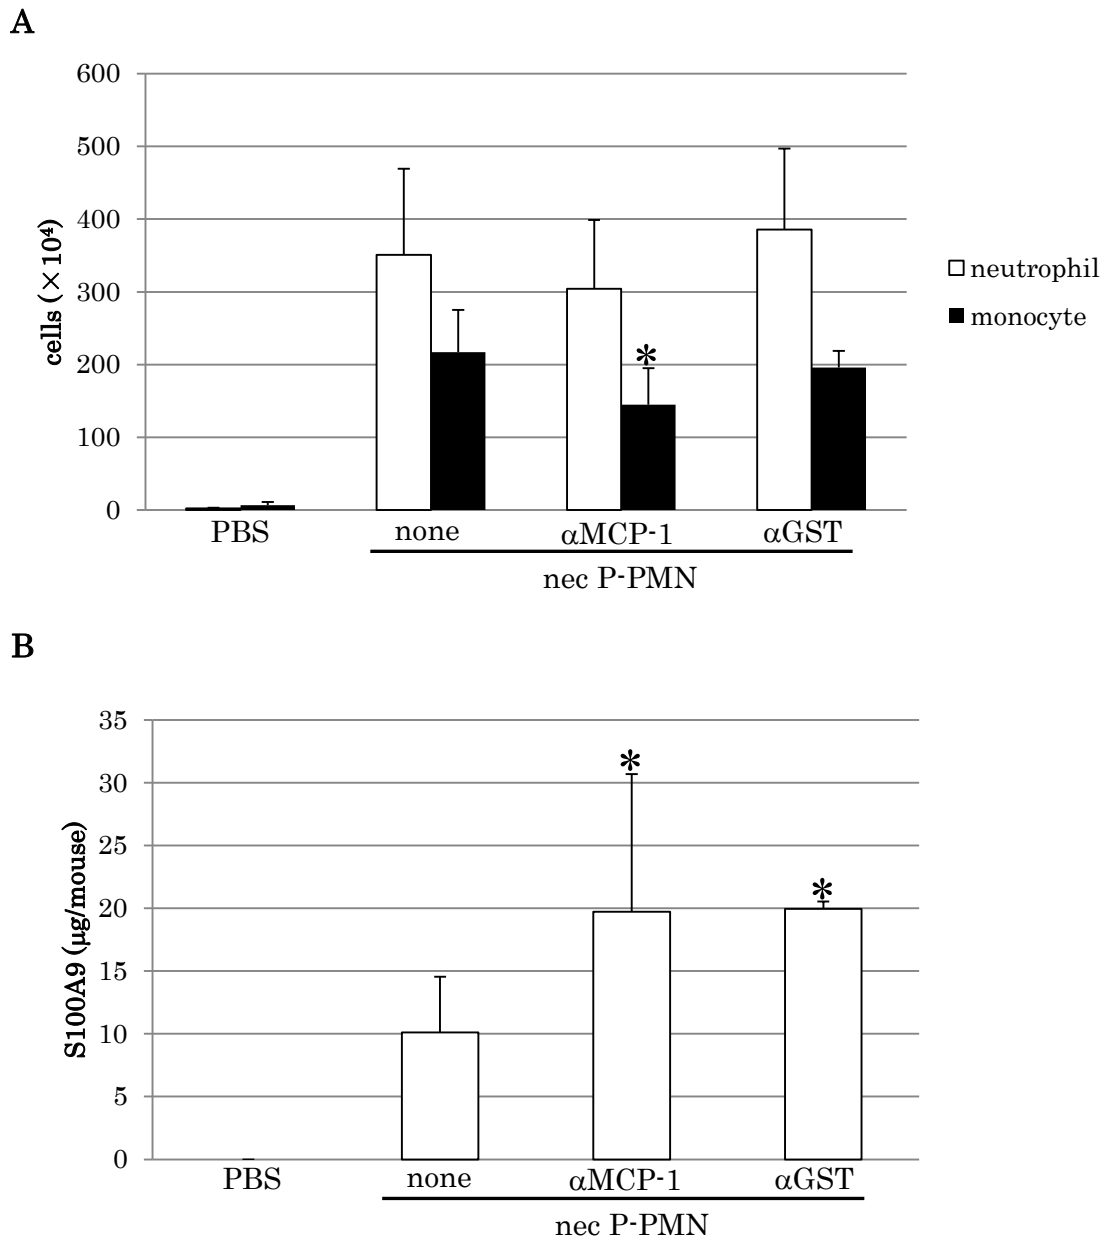 A
600
500
400
300
200
100
0
cells (×10⁴)
*
neutrophil
monocyte
PBS
none
αMCP-1
αGST
nec P-PMN
B
35
30
25
20
15
10
5
0
S100A9 (μg/mouse)
*
*
PBS
none
αMCP-1
αGST
nec P-PMN